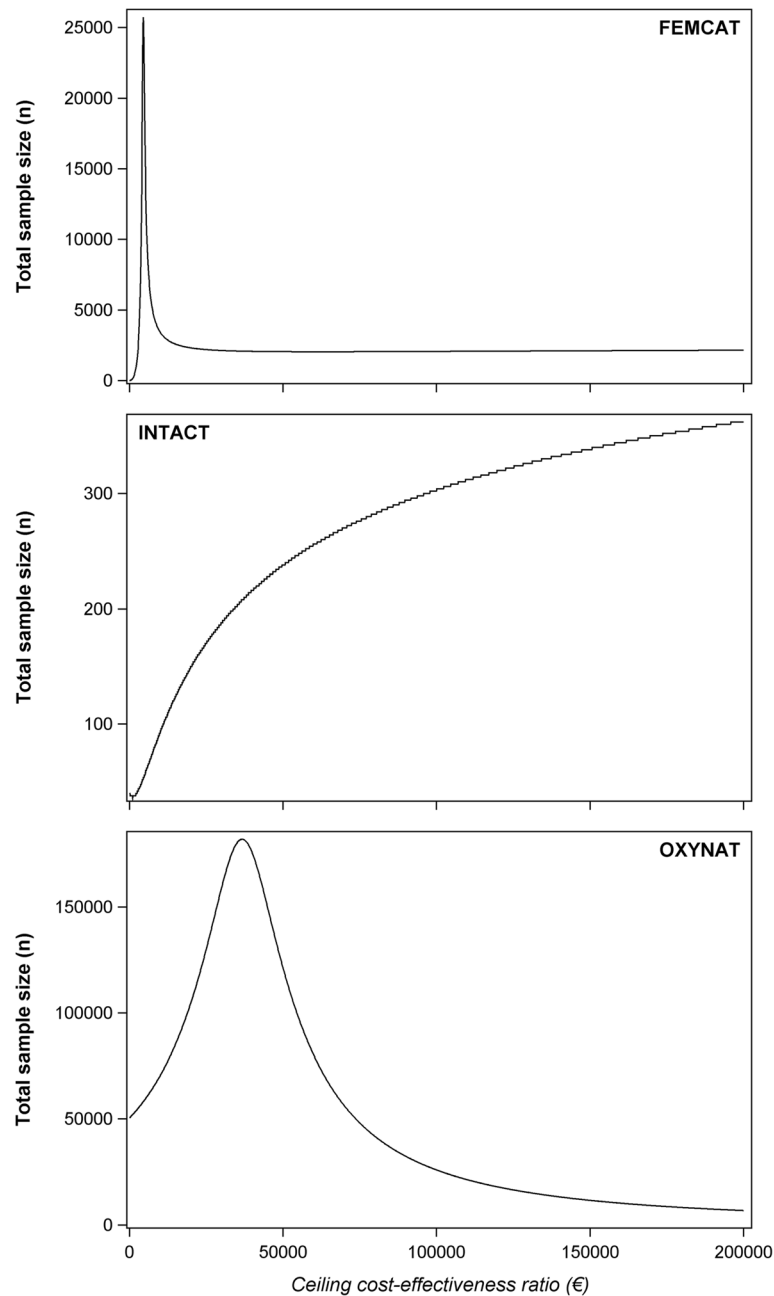 FEMCAT
Total sample size (n)
25000
20000
15000
10000
5000
0
INTACT
Total sample size (n)
300
200
100
OXYNAT
Total sample size (n)
150000
100000
50000
0
0 50000 100000 150000 200000
Ceiling cost-effectiveness ratio (€)